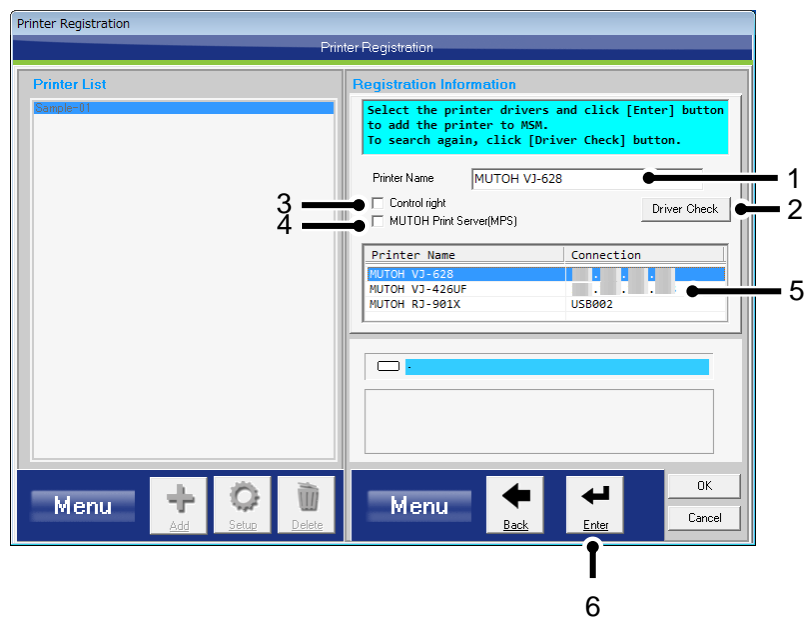 Printer Registration
Printer Registration
Printer List
Sample-01
Registration Information
Select the printer drivers and click [Enter] button
to add the printer to MSM.
To search again, click [Driver Check] button.
Printer Name MUTOH VJ-628
1
3
Control right
4
MUTOH Print Server(MPS)
Driver Check
2
Printer Name Connection
MUTOH VJ-628
MUTOH VJ-426UF
MUTOH RJ-901X USB002
5
-
Menu
Add
Setup
Delete
Menu
Back
Enter
OK
Cancel
6